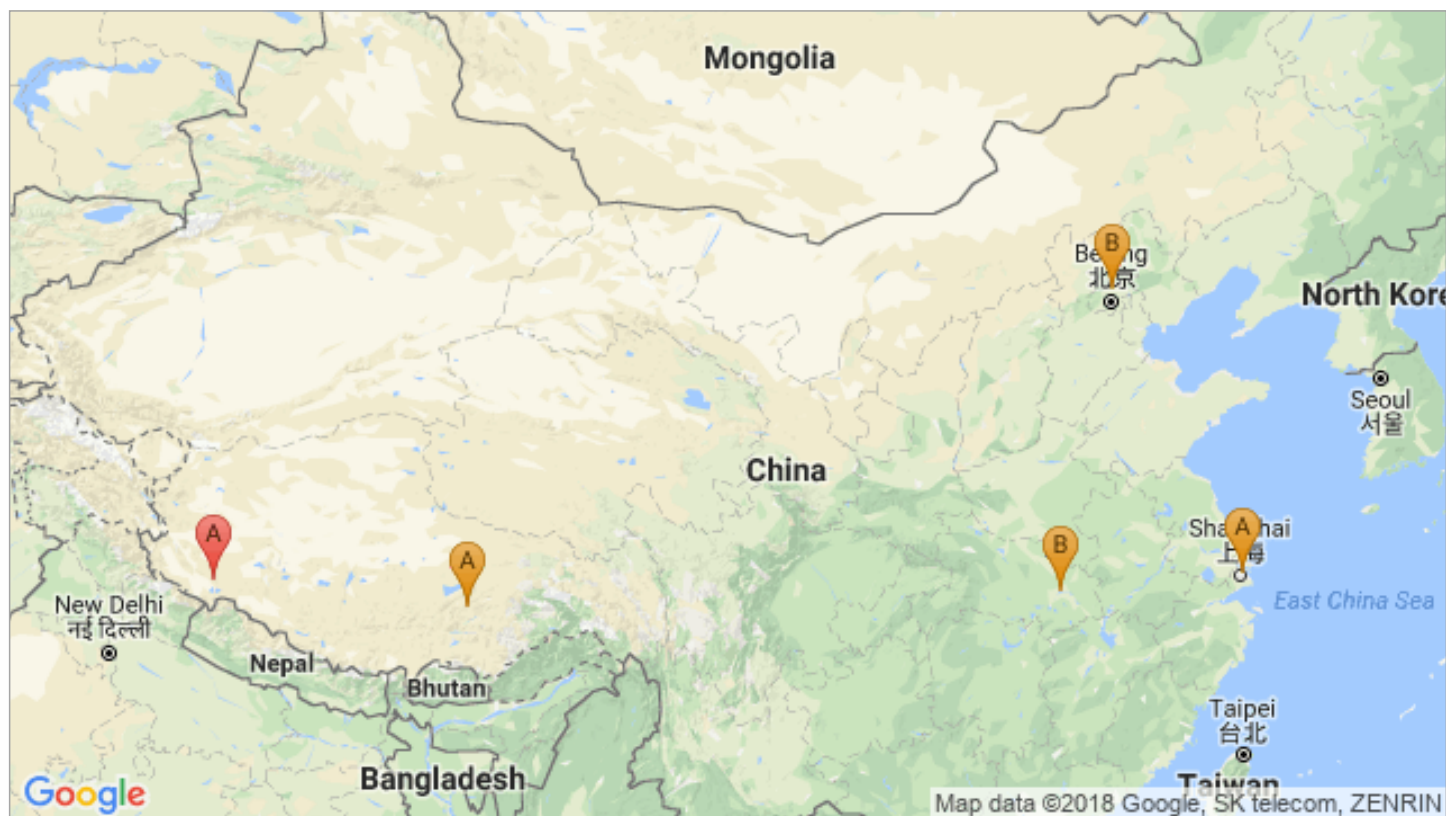 Mongolia
B
Beijing
北京
North Kore
Seoul
서울
China
A
A
B
A
Shanghai
上海
New Delhi
नई दिल्ली
East China Sea
Nepal
Bhutan
Taipei
台北
Bangladesh
Taiwan
Google
Map data ©2018 Google, SK telecom, ZENRIN